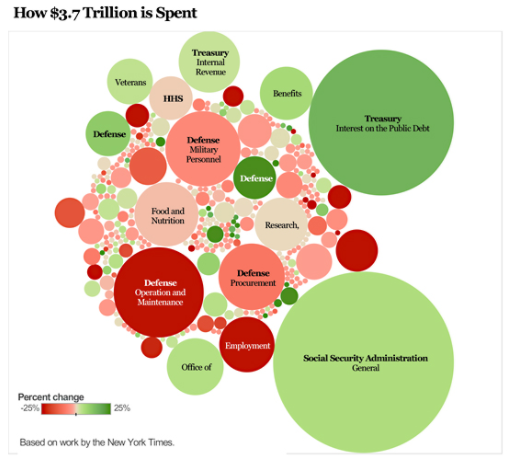 How $3.7 Trillion is Spent
Treasury
Internal
Revenue
Veterans
HHS
Benefits
Treasury
Interest on the Public Debt
Defense
Defense
Military
Personnel
Defense
Food and
Nutrition
Research,
Defense
Operation and
Maintenance
Defense
Procurement
Employment
Office of
Social Security Administration
General
Percent change
-25%
25%
Based on work by the New York Times.